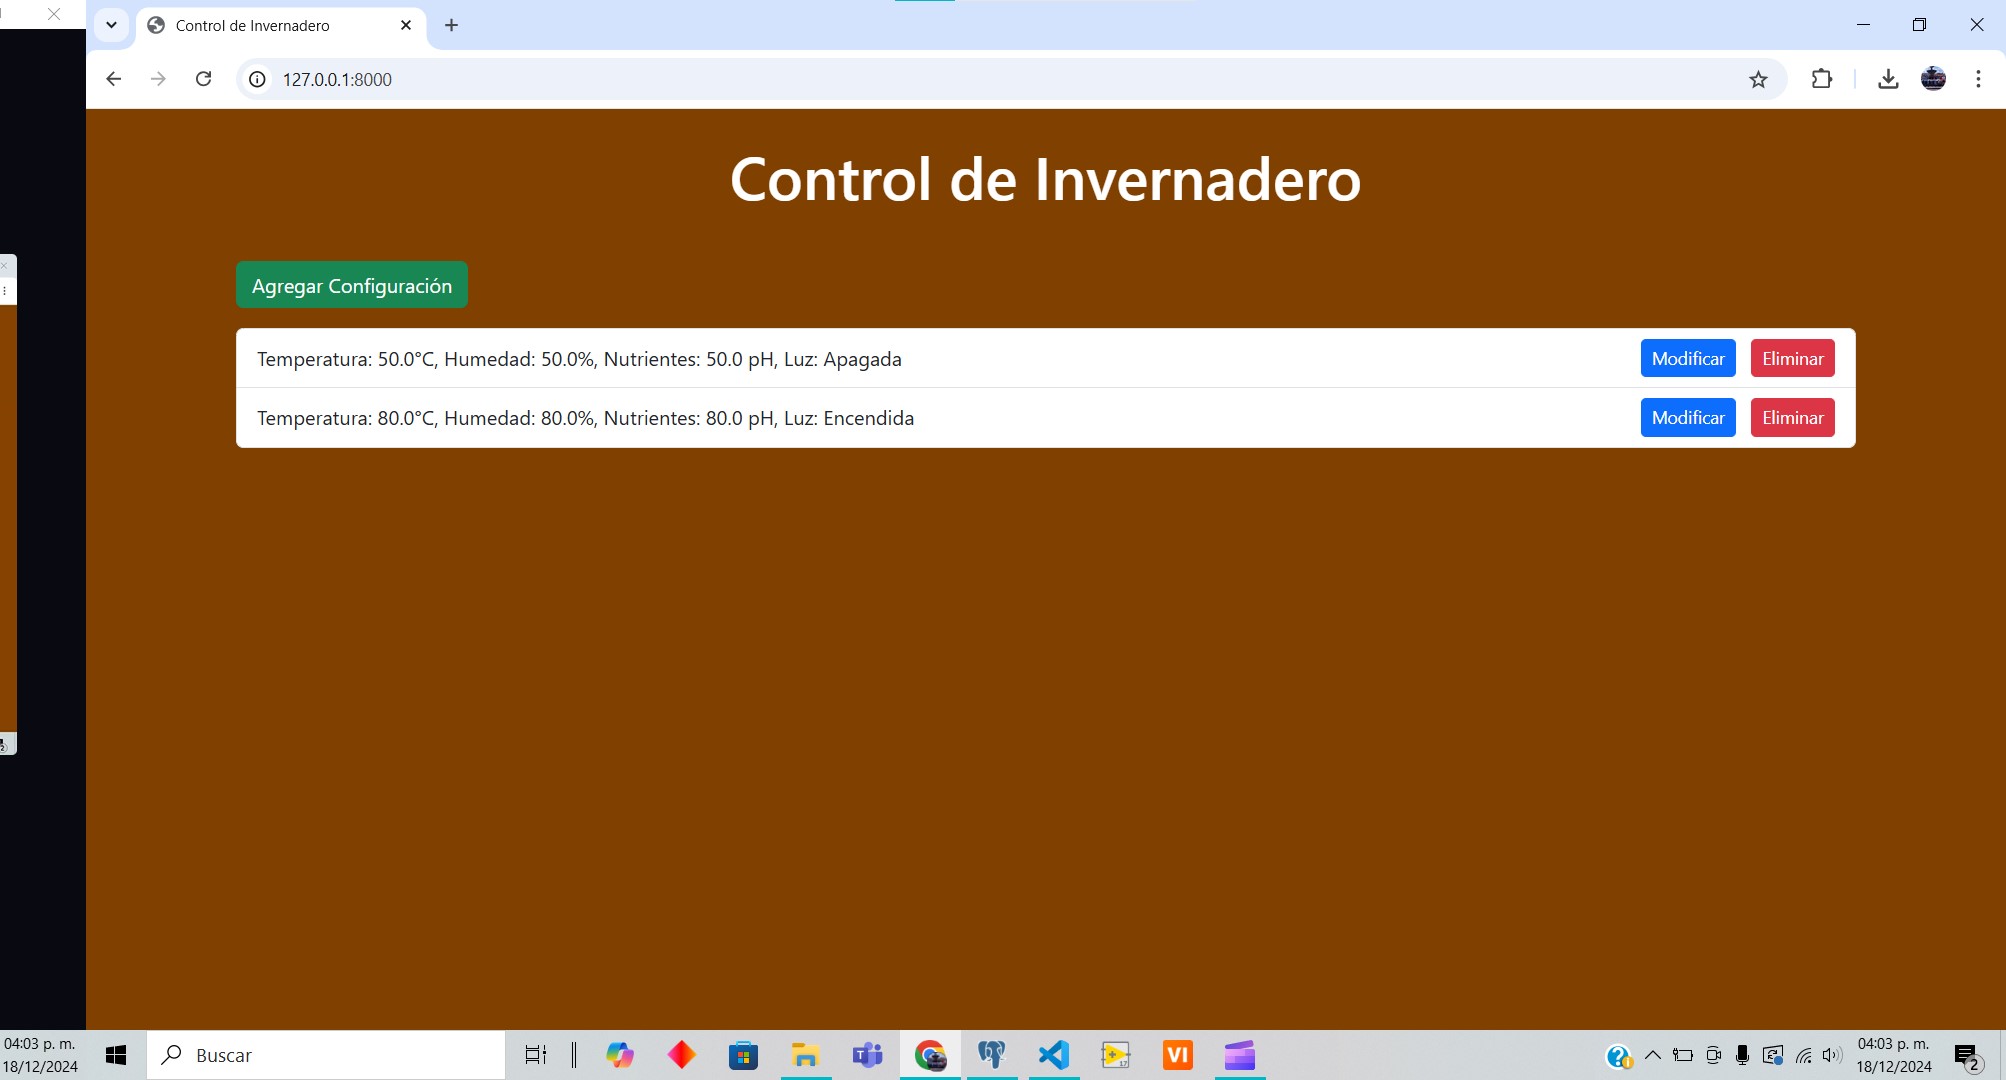 Control de Invernadero
127.0.0.1:8000
Control de Invernadero
Agregar Configuración
Temperatura: 50.0°C, Humedad: 50.0%, Nutrientes: 50.0 pH, Luz: Apagada
Modificar
Eliminar
Temperatura: 80.0°C, Humedad: 80.0%, Nutrientes: 80.0 pH, Luz: Encendida
Modificar
Eliminar
04:03 p. m.
18/12/2024
Buscar
T
17
VI
04:03 p. m.
18/12/2024
2